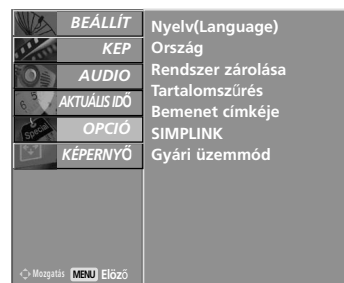 BEÁLLÍT
KEP
AUDIO
AKTUÁLIS IDŐ
OPCIÓ
KÉPERNYŐ
Nyelv(Language)
Ország
Rendszer zárolása
Tartalomszűrés
Bemenet címkéje
SIMPLINK
Gyári üzemmód
Mozgatás MENU Előző